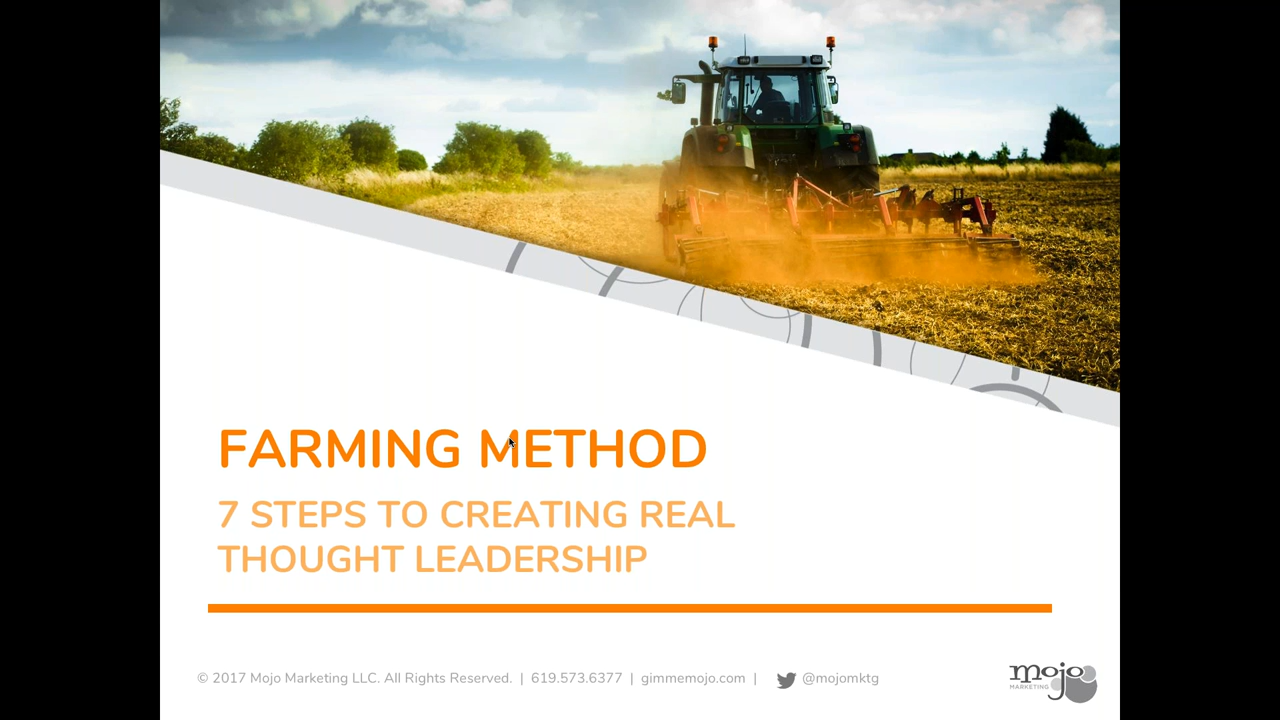 FARMING METHOD
7 STEPS TO CREATING REAL
THOUGHT LEADERSHIP
© 2017 Mojo Marketing LLC. All Rights Reserved. | 619.573.6377 | gimmemojo.com | @mojomktg
mojo
MARKETING